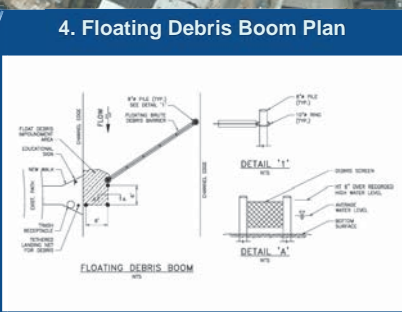 4. Floating Debris Boom Plan
8"Ø PILE (TYP.)
SEE DETAIL '1'
FLOATING BRUTE
DEBRIS BARRIER
FLOW
CHANNEL EDGE
FLOAT DEBRIS
IMPOUNDMENT
AREA
EDUCATIONAL
SIGN
NEW WALK
EXIST. PATH
TRASH
RECEPTACLE
TETHERED
LANDING NET
FOR DEBRIS
CHANNEL EDGE
FLOATING DEBRIS BOOM
NTS
8"Ø PILE
(TYP.)
10"Ø RING
(TYP.)
DETAIL '1'
NTS
DEBRIS SCREEN
HT 6" OVER RECORDED
HIGH WATER LEVEL
AVERAGE
WATER LEVEL
BOTTOM
SURFACE
DETAIL 'A'
NTS